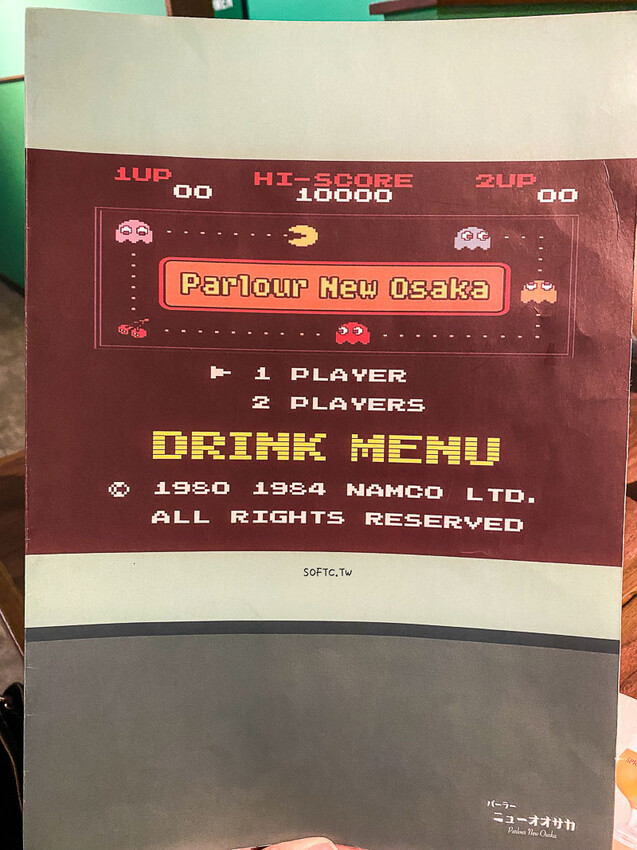 1UP HI-SCORE 2UP
00 10000 00
Parlour New Osaka
1 PLAYER
2 PLAYERS
DRINK MENU
© 1980 1984 NAMCO LTD.
ALL RIGHTS RESERVED
SOFTC.TW
パーラー
ニューオオサカ
Parlour New Osaka